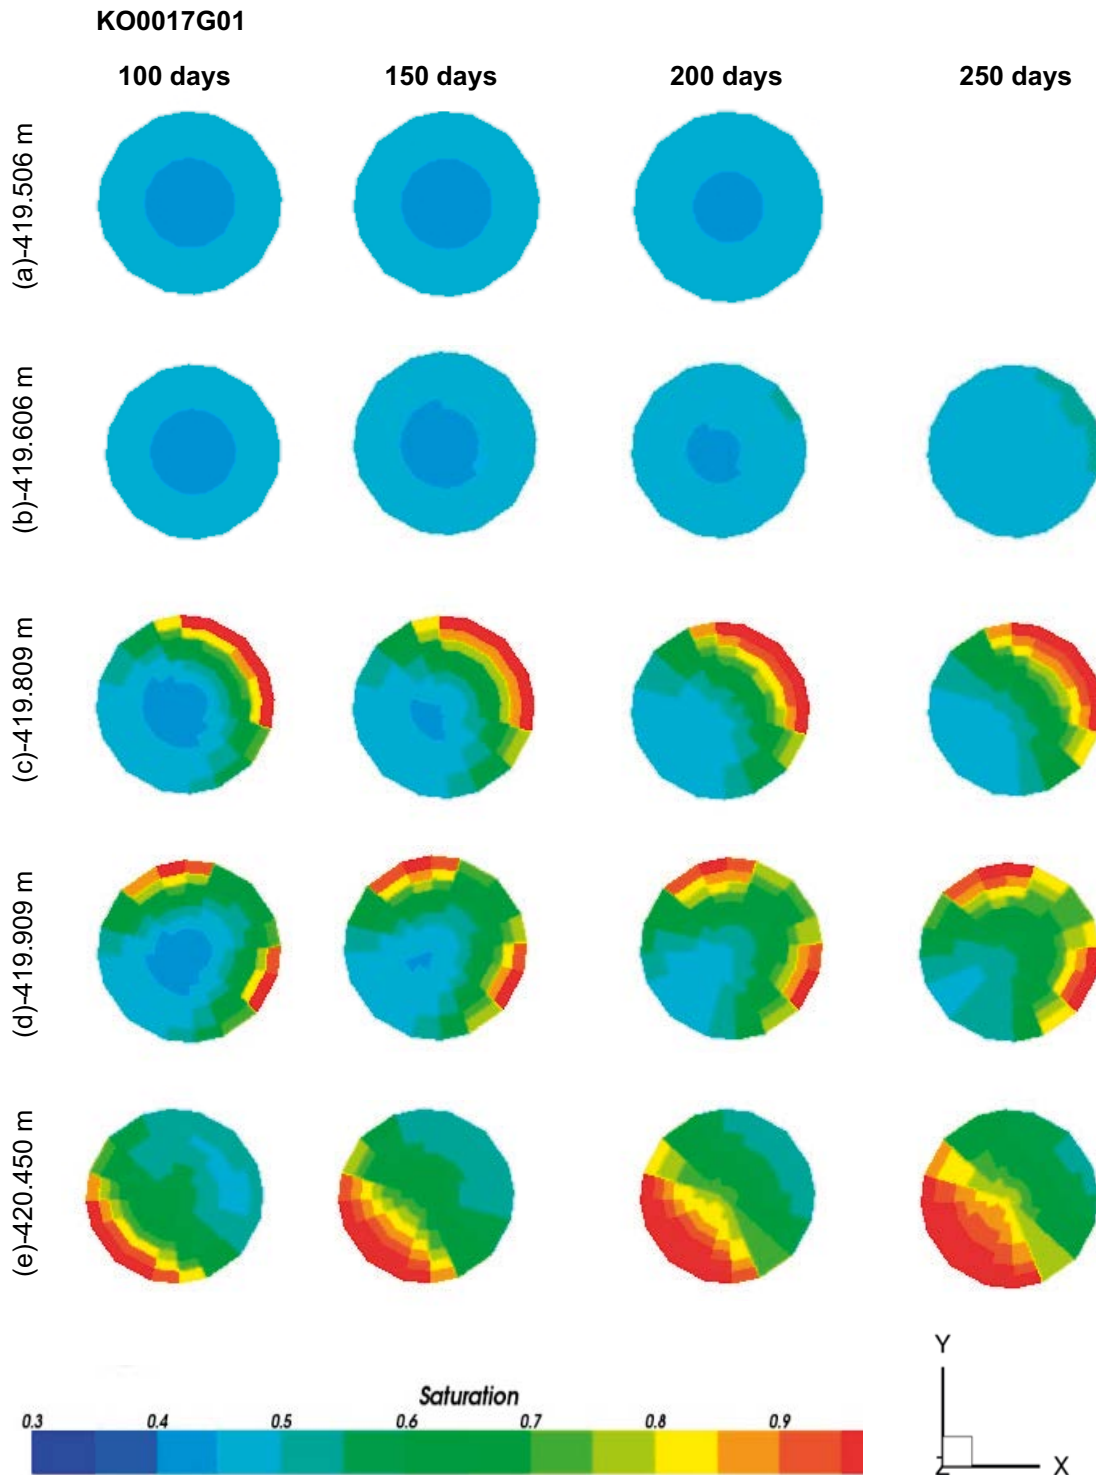 KO0017G01
100 days 150 days 200 days 250 days
(a)-419.506 m
(b)-419.606 m
(c)-419.809 m
(d)-419.909 m
(e)-420.450 m
Saturation
0.3 0.4 0.5 0.6 0.7 0.8 0.9
Y
Z X